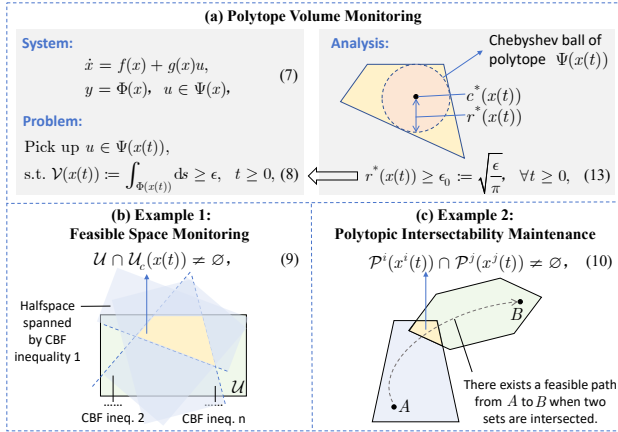 (a) Polytope Volume Monitoring
System:
ẋ = f(x) + g(x)u,
y = Φ(x), u ∈ Ψ(x),
(7)
Problem:
Pick up u ∈ Ψ(x(t)),
s.t. 𝒱(x(t)) := ∫_{Φ(x(t))} ds ≥ ϵ, t ≥ 0, (8)
Analysis:
Chebyshev ball of
polytope Ψ(x(t))
c*(x(t))
r*(x(t))
r*(x(t)) ≥ ϵ₀ := √(ϵ/π), ∀t ≥ 0, (13)
(b) Example 1:
Feasible Space Monitoring
𝒰 ∩ 𝒰_c(x(t)) ≠ ∅, (9)
Halfspace
spanned
by CBF
inequality 1
𝒰
......
CBF ineq. 2
......
CBF ineq. n
(c) Example 2:
Polytopic Intersectability Maintenance
𝒫^i(x^i(t)) ∩ 𝒫^j(x^j(t)) ≠ ∅, (10)
B
A
There exists a feasible path
from A to B when two
sets are intersected.